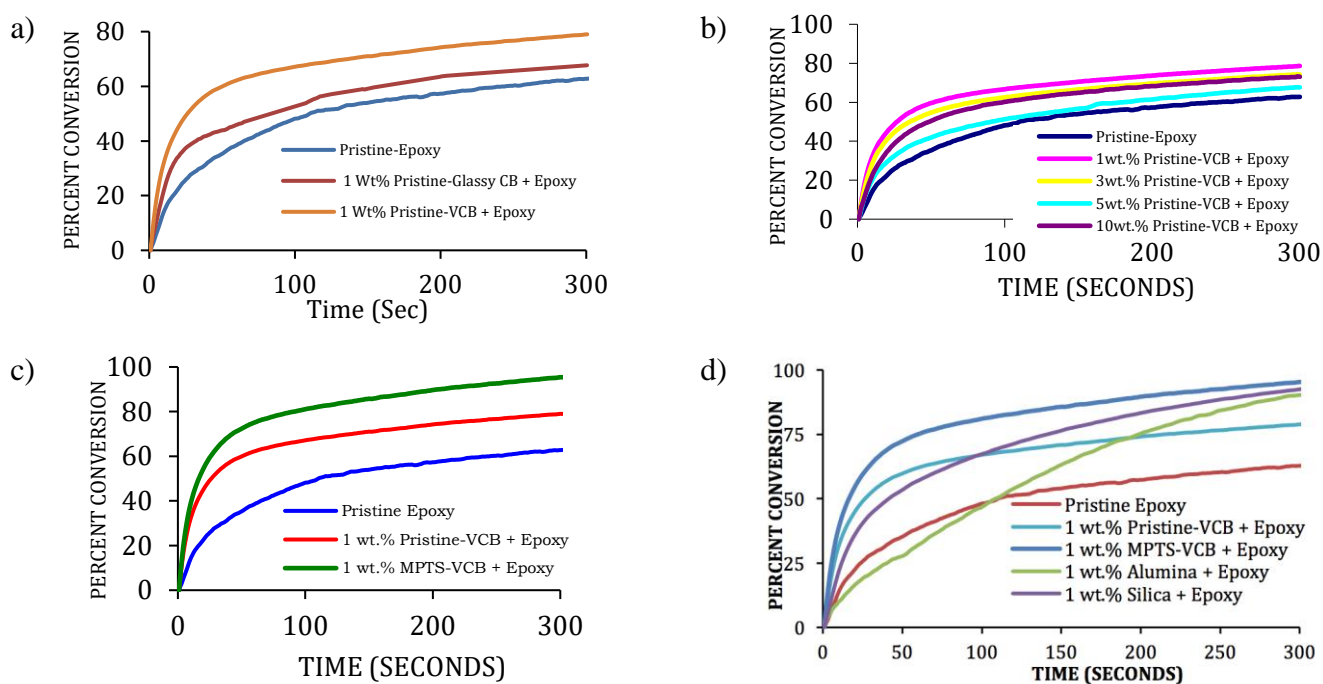 a)
PERCENT CONVERSION
80
60
40
20
0
Pristine-Epoxy
1 Wt% Pristine-Glassy CB + Epoxy
1 Wt% Pristine-VCB + Epoxy
0 100 200 300
Time (Sec)
b)
PERCENT CONVERSION
100
80
60
40
20
0
Pristine-Epoxy
1wt.% Pristine-VCB + Epoxy
3wt.% Pristine-VCB + Epoxy
5wt.% Pristine-VCB + Epoxy
10wt.% Pristine-VCB + Epoxy
0 100 200 300
TIME (SECONDS)
c)
PERCENT CONVERSION
100
80
60
40
20
0
Pristine Epoxy
1 wt.% Pristine-VCB + Epoxy
1 wt.% MPTS-VCB + Epoxy
0 100 200 300
TIME (SECONDS)
d)
PERCENT CONVERSION
100
75
50
25
0
Pristine Epoxy
1 wt.% Pristine-VCB + Epoxy
1 wt.% MPTS-VCB + Epoxy
1 wt.% Alumina + Epoxy
1 wt.% Silica + Epoxy
0 50 100 150 200 250 300
TIME (SECONDS)